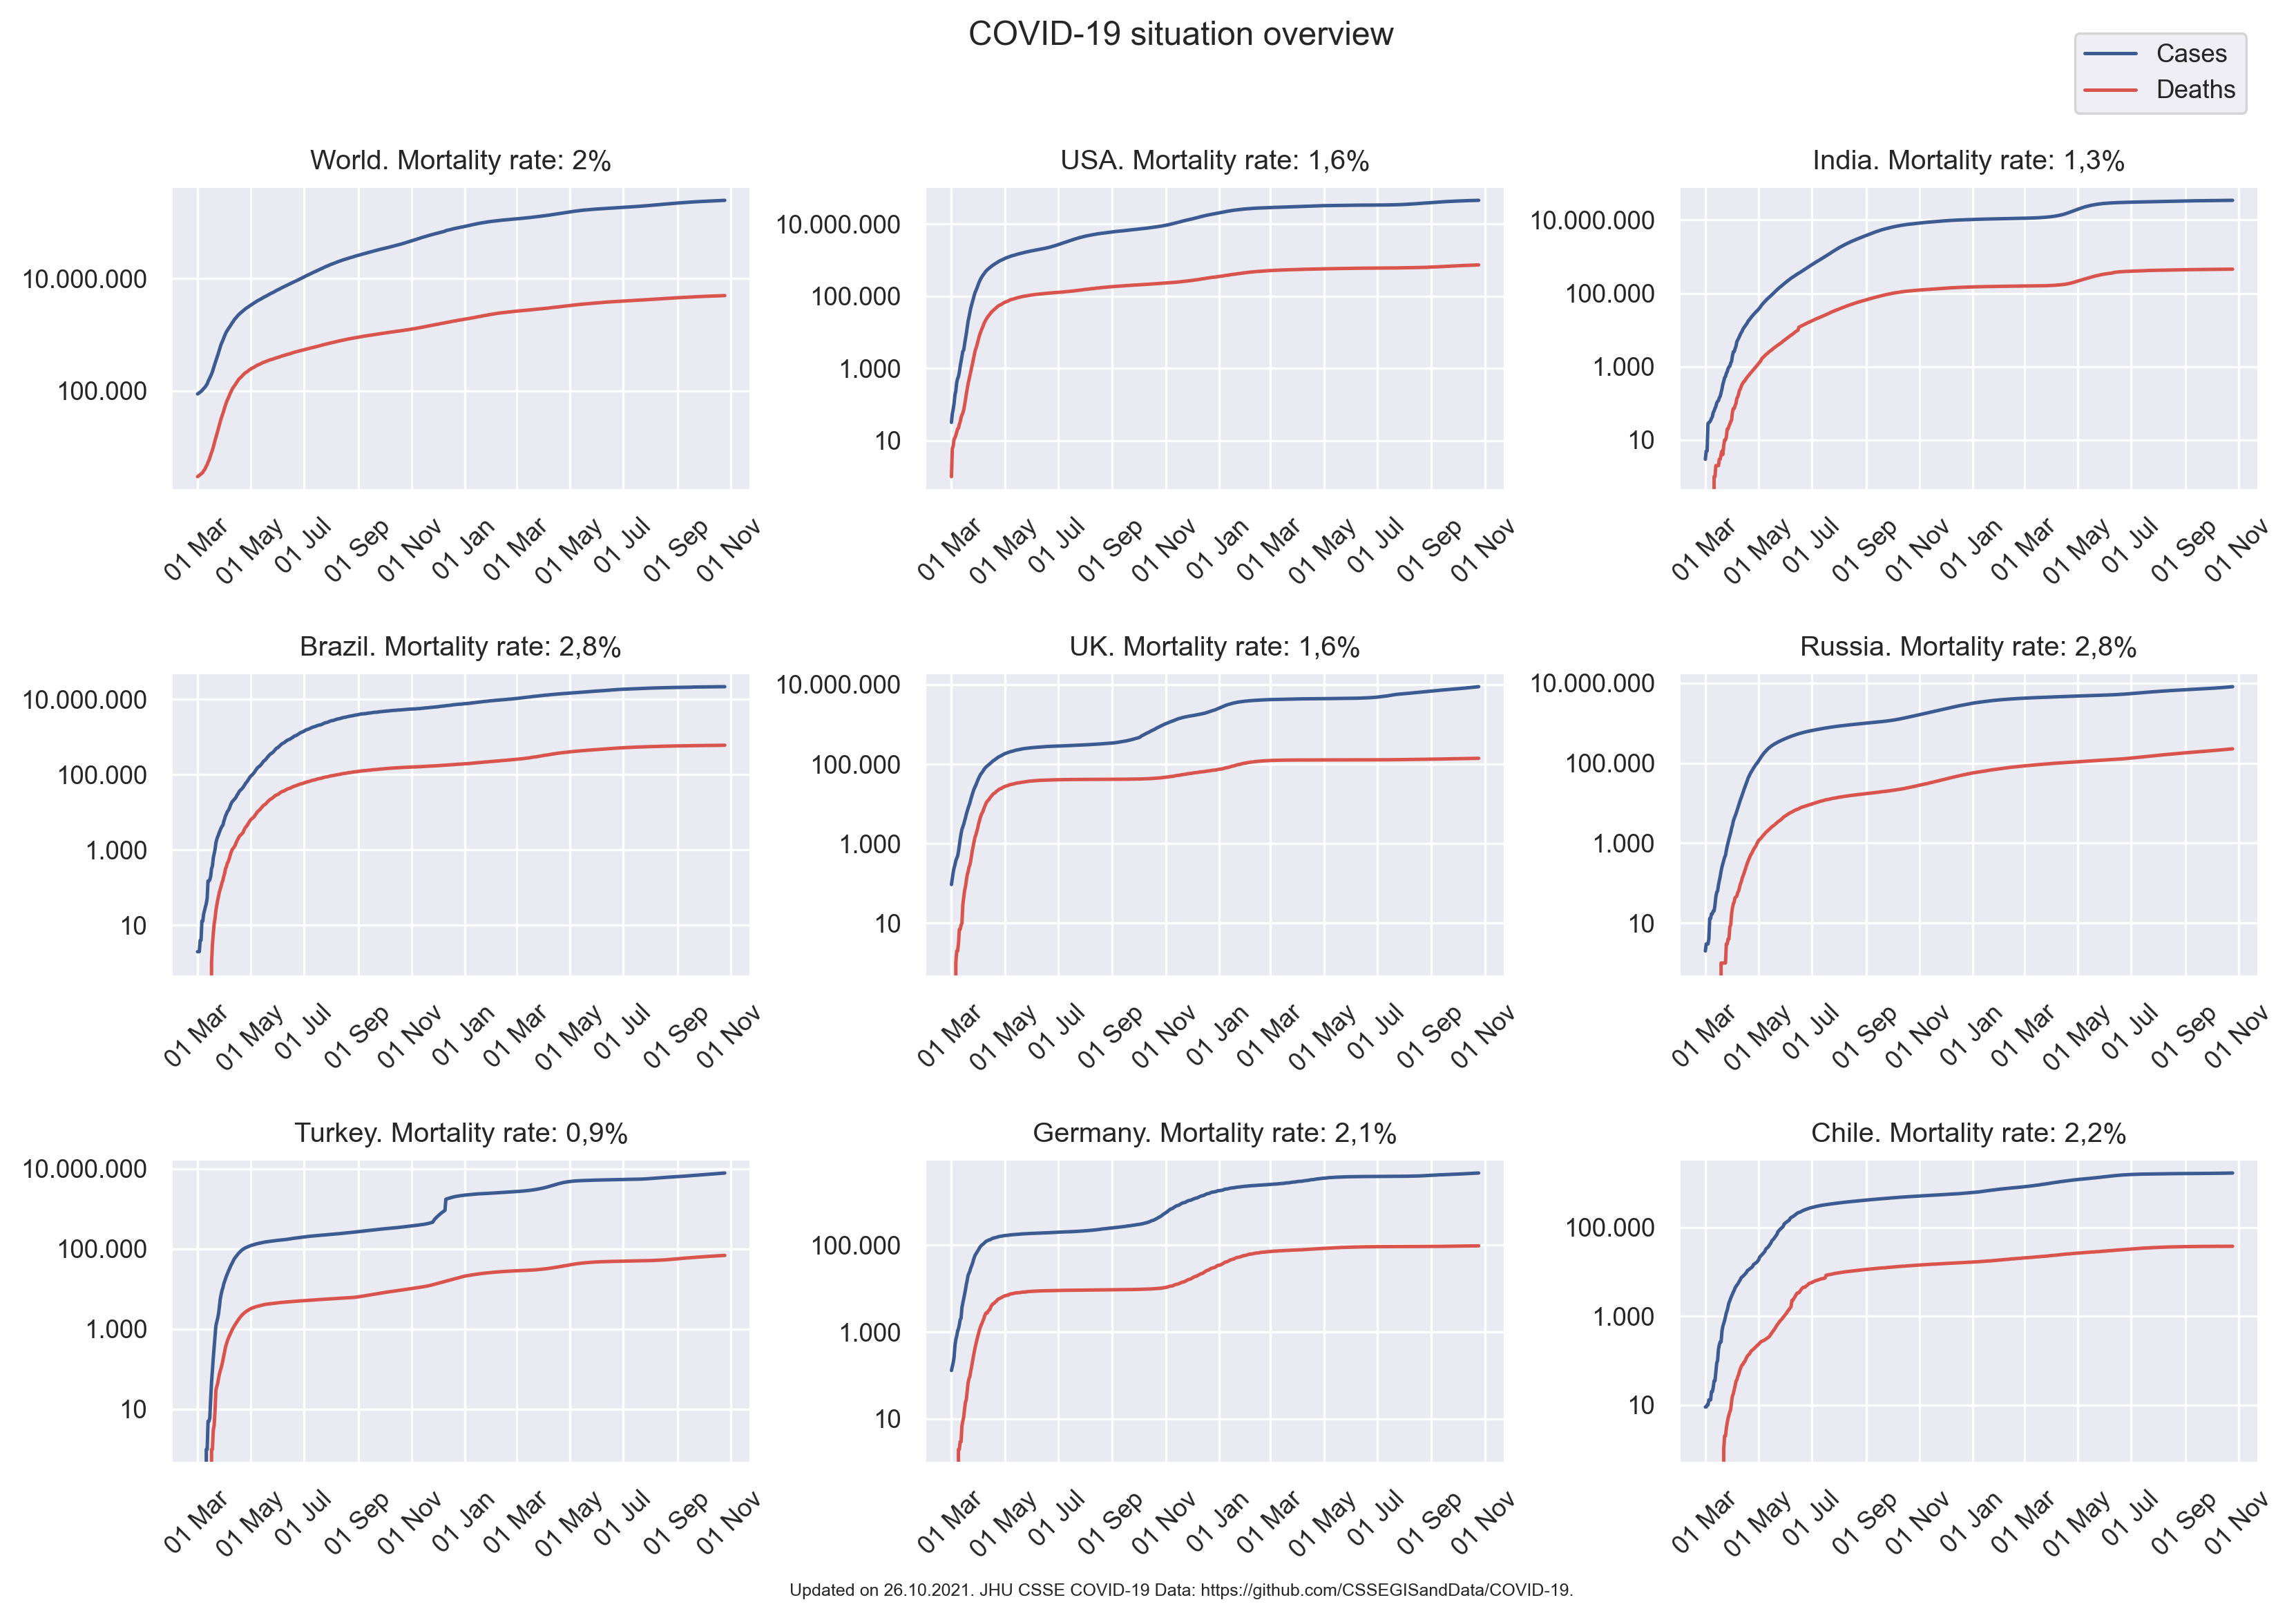 COVID-19 situation overview
Cases
Deaths
World. Mortality rate: 2%
10.000.000
100.000
01 Mar
01 May
01 Jul
01 Sep
01 Nov
01 Jan
01 Mar
01 May
01 Jul
01 Sep
01 Nov
USA. Mortality rate: 1,6%
10.000.000
100.000
1.000
10
01 Mar
01 May
01 Jul
01 Sep
01 Nov
01 Jan
01 Mar
01 May
01 Jul
01 Sep
01 Nov
India. Mortality rate: 1,3%
10.000.000
100.000
1.000
10
01 Mar
01 May
01 Jul
01 Sep
01 Nov
01 Jan
01 Mar
01 May
01 Jul
01 Sep
01 Nov
Brazil. Mortality rate: 2,8%
10.000.000
100.000
1.000
10
01 Mar
01 May
01 Jul
01 Sep
01 Nov
01 Jan
01 Mar
01 May
01 Jul
01 Sep
01 Nov
UK. Mortality rate: 1,6%
10.000.000
100.000
1.000
10
01 Mar
01 May
01 Jul
01 Sep
01 Nov
01 Jan
01 Mar
01 May
01 Jul
01 Sep
01 Nov
Russia. Mortality rate: 2,8%
10.000.000
100.000
1.000
10
01 Mar
01 May
01 Jul
01 Sep
01 Nov
01 Jan
01 Mar
01 May
01 Jul
01 Sep
01 Nov
Turkey. Mortality rate: 0,9%
10.000.000
100.000
1.000
10
01 Mar
01 May
01 Jul
01 Sep
01 Nov
01 Jan
01 Mar
01 May
01 Jul
01 Sep
01 Nov
Germany. Mortality rate: 2,1%
100.000
1.000
10
01 Mar
01 May
01 Jul
01 Sep
01 Nov
01 Jan
01 Mar
01 May
01 Jul
01 Sep
01 Nov
Chile. Mortality rate: 2,2%
100.000
1.000
10
01 Mar
01 May
01 Jul
01 Sep
01 Nov
01 Jan
01 Mar
01 May
01 Jul
01 Sep
01 Nov
Updated on 26.10.2021. JHU CSSE COVID-19 Data: https://github.com/CSSEGISandData/COVID-19.